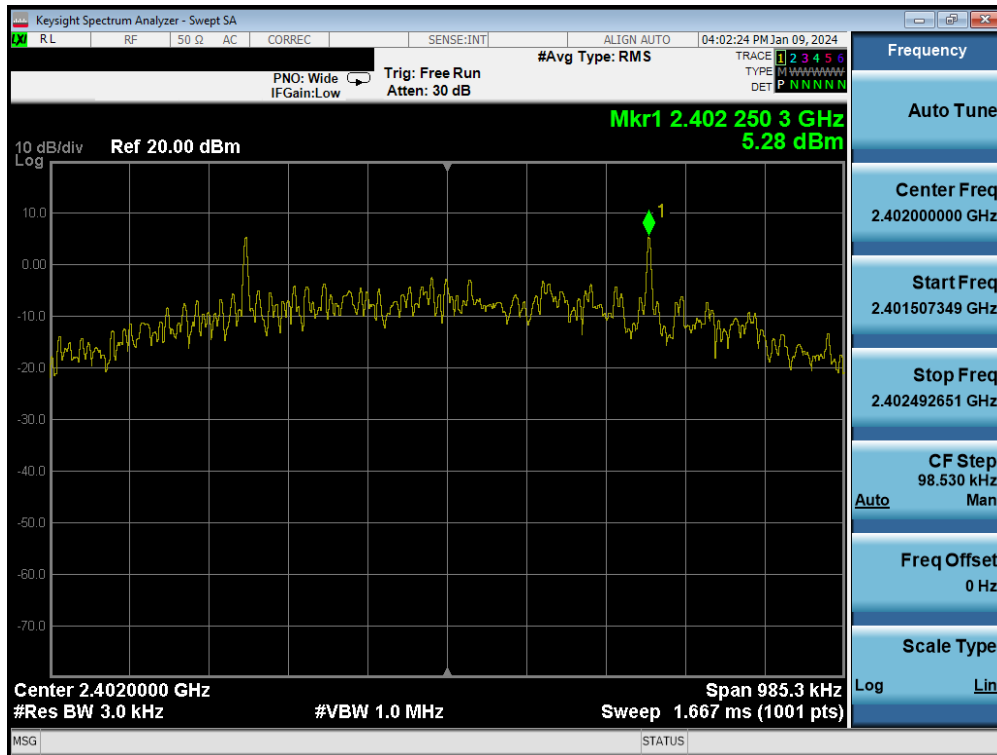 Keysight Spectrum Analyzer - Swept SA
LXI RL RF 50 Ω AC CORREC SENSE:INT ALIGN AUTO 04:02:24 PM Jan 09, 2024
#Avg Type: RMS
TRACE 1 2 3 4 5 6
TYPE M WWWWW
DET P N N N N N
PNO: Wide
IFGain:Low
Trig: Free Run
Atten: 30 dB
Mkr1 2.402 250 3 GHz
5.28 dBm
10 dB/div Ref 20.00 dBm
Log
1
10.0
0.00
-10.0
-20.0
-30.0
-40.0
-50.0
-60.0
-70.0
Center 2.4020000 GHz Span 985.3 kHz
#Res BW 3.0 kHz #VBW 1.0 MHz Sweep 1.667 ms (1001 pts)
MSG STATUS
Frequency
Auto Tune
Center Freq
2.402000000 GHz
Start Freq
2.401507349 GHz
Stop Freq
2.402492651 GHz
CF Step
98.530 kHz
Auto Man
Freq Offset
0 Hz
Scale Type
Log Lin